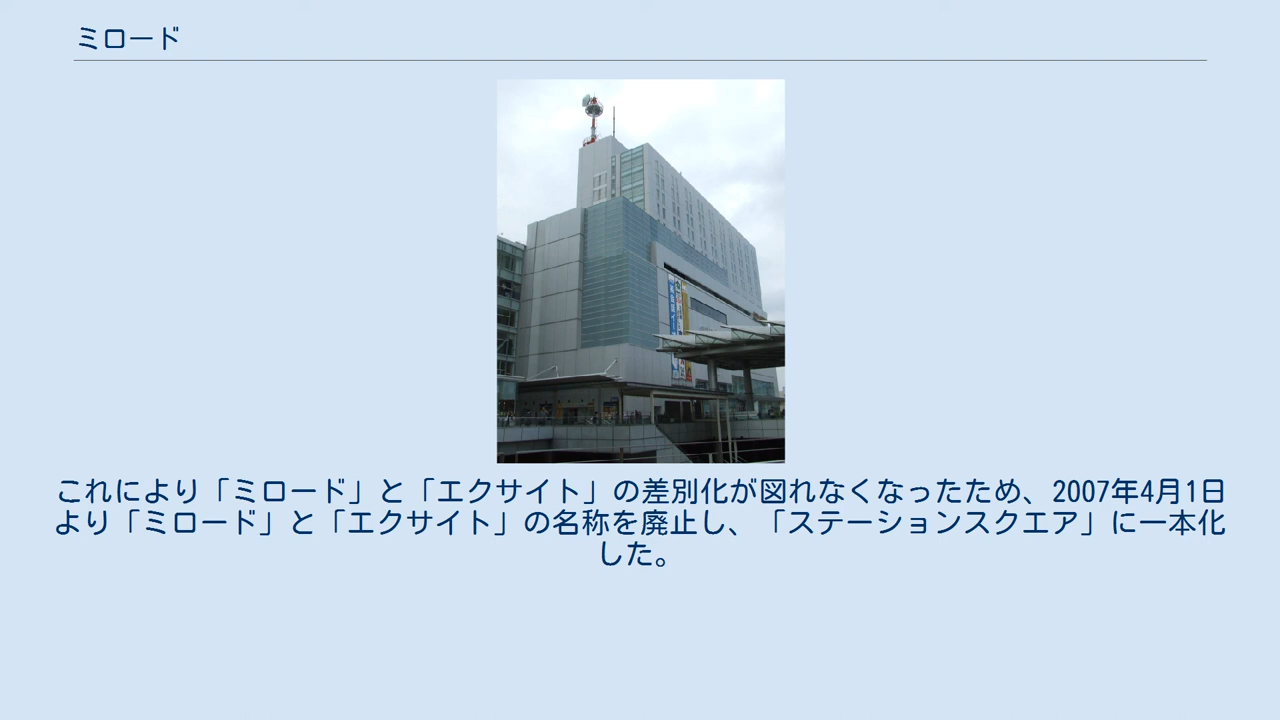 ミロード
これにより「ミロード」と「エクサイト」の差別化が図れなくなったため、2007年4月1日
より「ミロード」と「エクサイト」の名称を廃止し、「ステーションスクエア」に一本化
した。